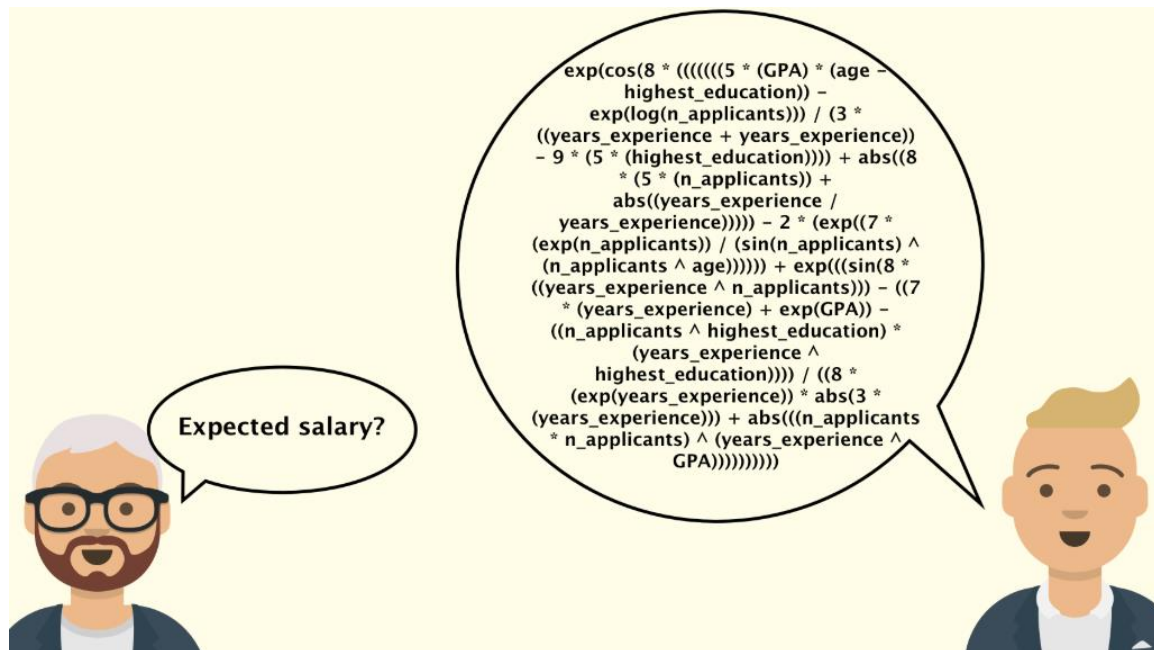 Expected salary?
exp(cos(8 * (((((((5 * (GPA) * (age –
highest_education)) –
exp(log(n_applicants))) / (3 *
((years_experience + years_experience))
– 9 * (5 * (highest_education)))) + abs((8
* (5 * (n_applicants)) +
abs((years_experience /
years_experience))))) – 2 * (exp((7 *
(exp(n_applicants)) / (sin(n_applicants) ^
(n_applicants ^ age)))))) + exp(((sin(8 *
((years_experience ^ n_applicants))) – ((7
* (years_experience) + exp(GPA)) –
((n_applicants ^ highest_education) *
(years_experience ^
highest_education)))) / ((8 *
(exp(years_experience)) * abs(3 *
(years_experience))) + abs(((n_applicants
* n_applicants) ^ (years_experience ^
GPA))))))))))